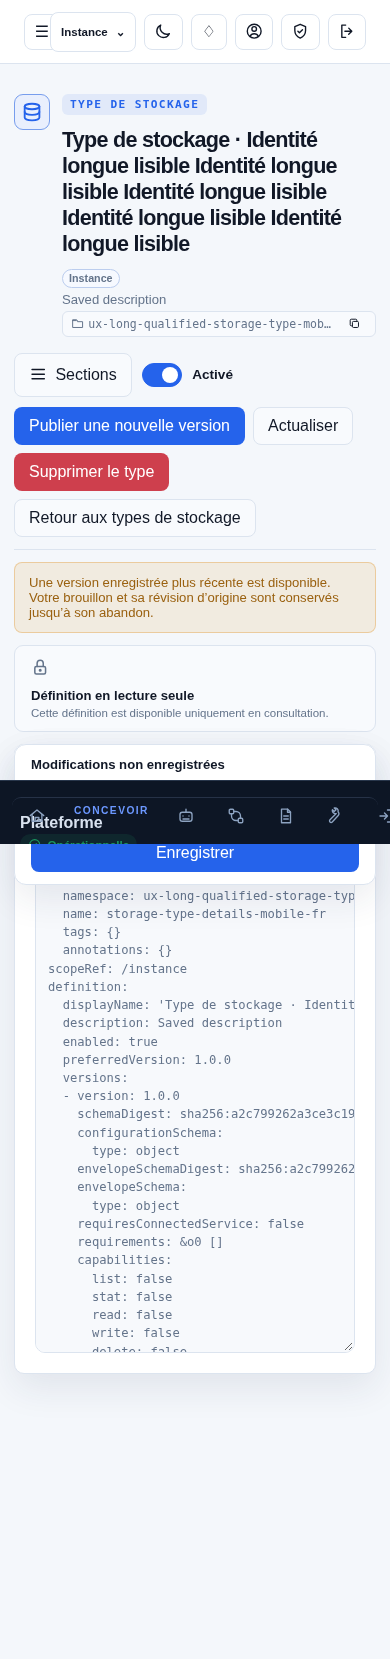 Instance
TYPE DE STOCKAGE
Type de stockage · Identité
longue lisible Identité longue
lisible Identité longue lisible
Identité longue lisible Identité
longue lisible
Instance
Saved description
ux-long-qualified-storage-type-mob…
Sections
Activé
Publier une nouvelle version
Actualiser
Supprimer le type
Retour aux types de stockage
Une version enregistrée plus récente est disponible.
Votre brouillon et sa révision d’origine sont conservés
jusqu’à son abandon.
Définition en lecture seule
Cette définition est disponible uniquement en consultation.
Modifications non enregistrées
CONCEVOIR
Plateforme
Opérationnelle
Enregistrer
namespace: ux-long-qualified-storage-typ
name: storage-type-details-mobile-fr
tags: {}
annotations: {}
scopeRef: /instance
definition:
displayName: 'Type de stockage · Identit
description: Saved description
enabled: true
preferredVersion: 1.0.0
versions:
- version: 1.0.0
schemaDigest: sha256:a2c799262a3ce3c19
configurationSchema:
type: object
envelopeSchemaDigest: sha256:a2c799262
envelopeSchema:
type: object
requiresConnectedService: false
requirements: &o0 []
capabilities:
list: false
stat: false
read: false
write: false
delete: false